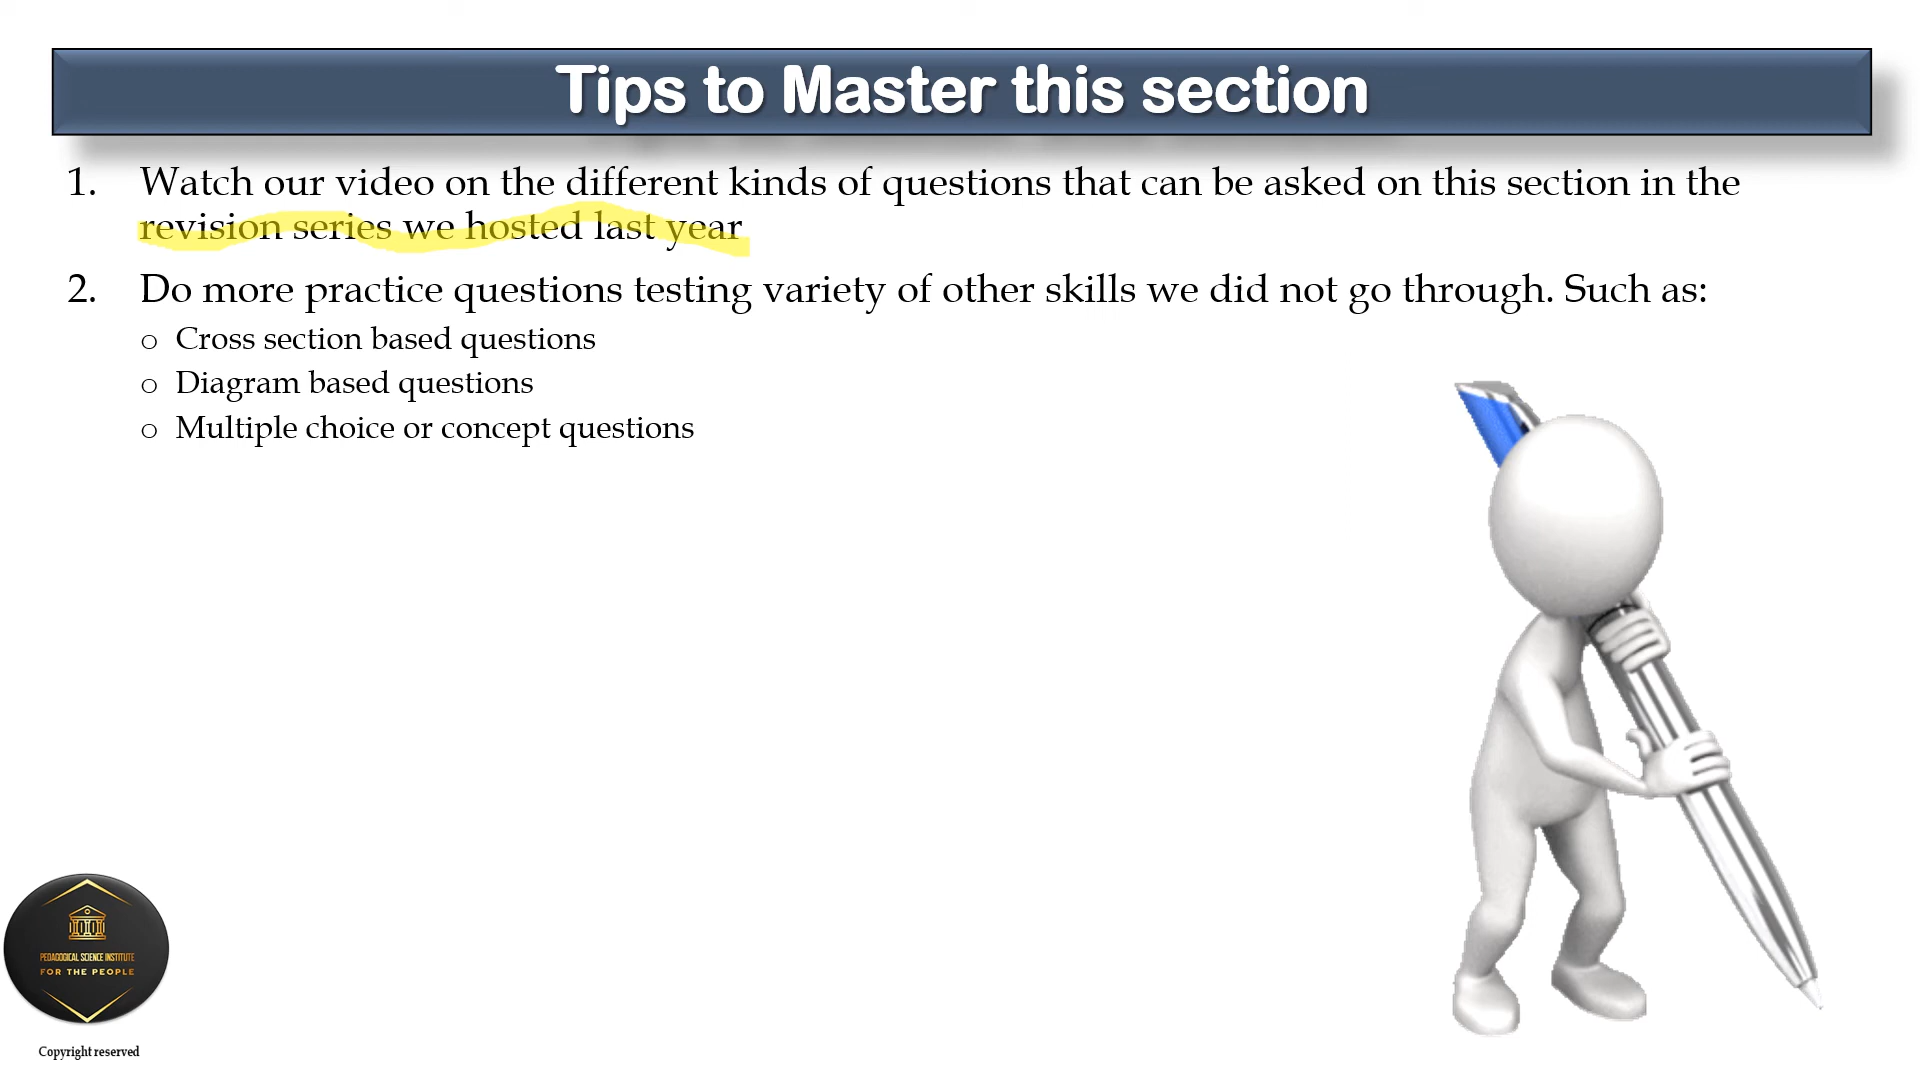 Tips to Master this section
1. Watch our video on the different kinds of questions that can be asked on this section in the
revision series we hosted last year
2. Do more practice questions testing variety of other skills we did not go through. Such as:
o Cross section based questions
o Diagram based questions
o Multiple choice or concept questions
PEDAGOGICAL SCIENCE INSTITUTE
FOR THE PEOPLE
Copyright reserved